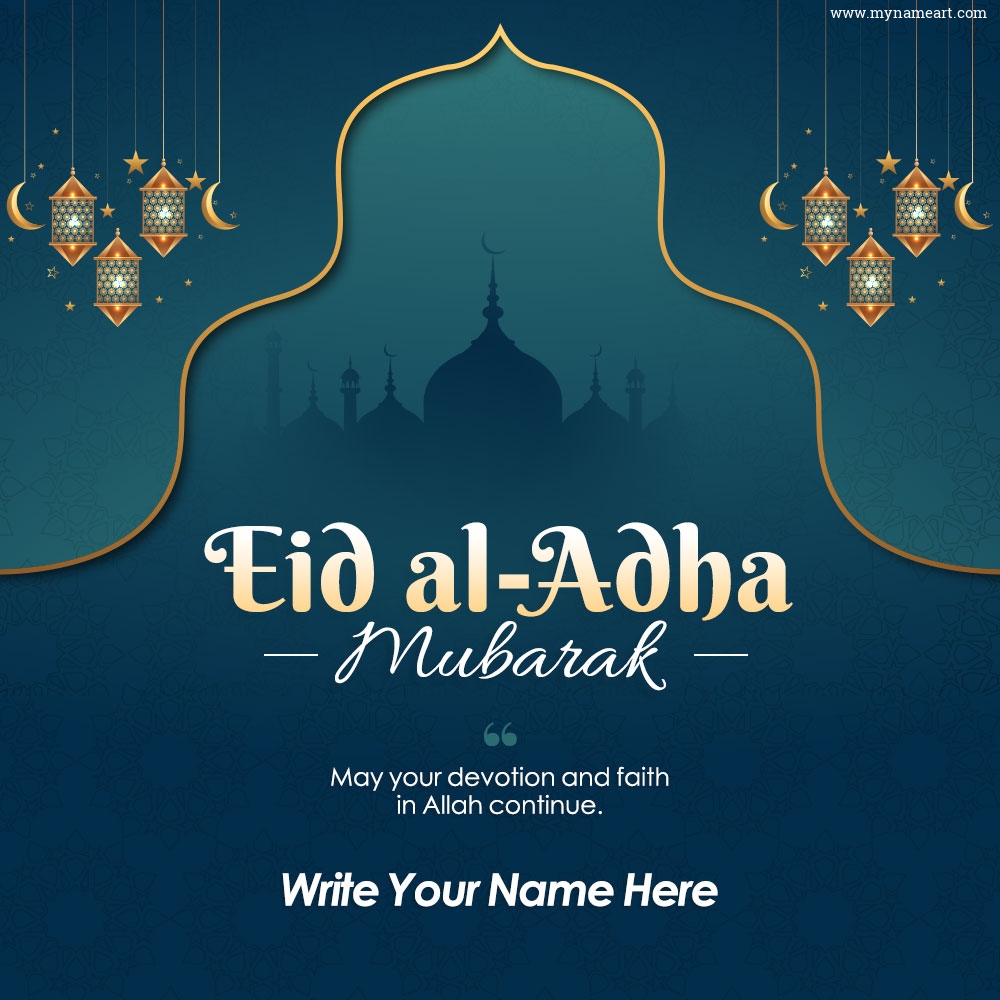 www.mynameart.com
Eid al-Adha
Mubarak
“
May your devotion and faith
in Allah continue.
Write Your Name Here